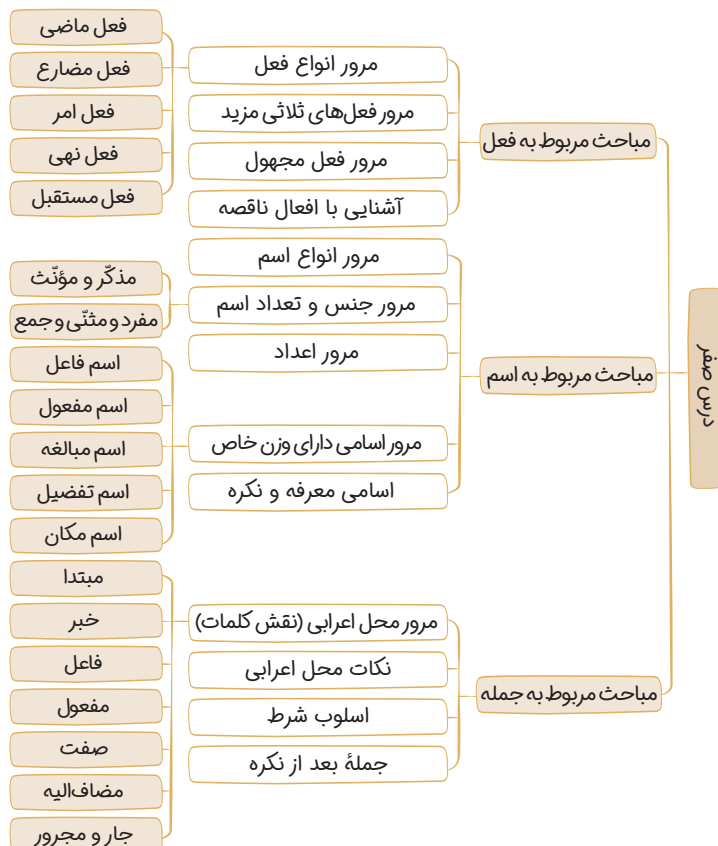 درس صفر
مباحث مربوط به فعل
مرور انواع فعل
فعل ماضی
فعل مضارع
فعل امر
فعل نهی
فعل مستقبل
مرور فعل‌های ثلاثی مزید
مرور فعل مجهول
آشنایی با افعال ناقصه
مباحث مربوط به اسم
مرور انواع اسم
مرور جنس و تعداد اسم
مذکّر و مؤنّث
مفرد و مثنّی و جمع
مرور اعداد
مرور اسامی دارای وزن خاص
اسم فاعل
اسم مفعول
اسم مبالغه
اسم تفضیل
اسم مکان
اسامی معرفه و نکره
مباحث مربوط به جمله
مرور محل اعرابی (نقش کلمات)
مبتدا
خبر
فاعل
مفعول
صفت
مضاف‌الیه
جار و مجرور
نکات محل اعرابی
اسلوب شرط
جملهٔ بعد از نکره